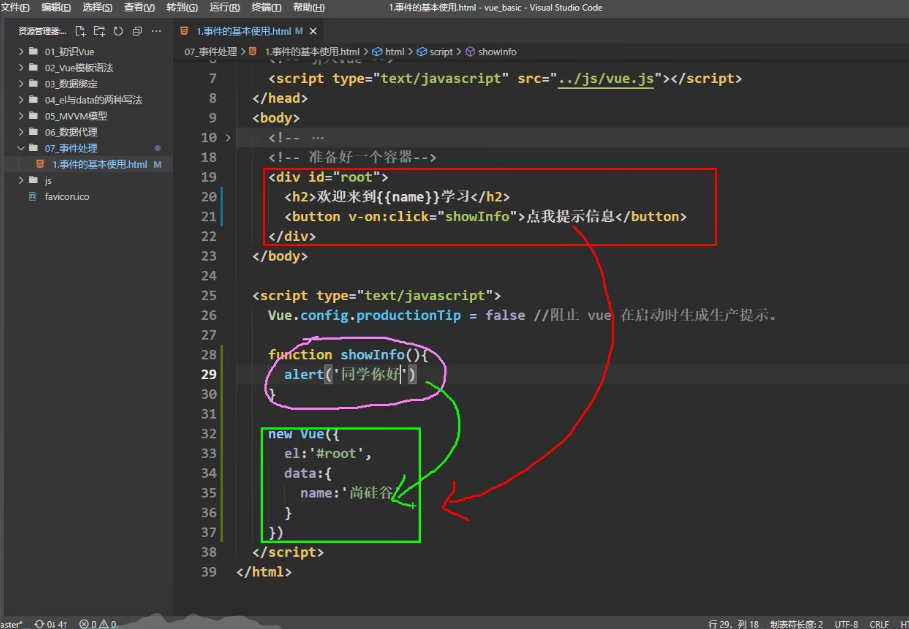 文件(F) 编辑(E) 选择(S) 查看(V) 转到(G) 运行(R) 终端(T) 帮助(H) 1.事件的基本使用.html - vue_basic - Visual Studio Code
资源管理器... 1.事件的基本使用.html M
07_事件处理 > 1.事件的基本使用.html > html > script > showInfo
01_初识Vue
02_Vue模板语法
03_数据绑定
04_el与data的两种写法
05_MVVM模型
06_数据代理
07_事件处理
1.事件的基本使用.html M
js
favicon.ico
7 <script type="text/javascript" src="../js/vue.js"></script>
8 </head>
9 <body>
10 <!-- ...
18 <!-- 准备好一个容器-->
19 <div id="root">
20 <h2>欢迎来到{{name}}学习</h2>
21 <button v-on:click="showInfo">点我提示信息</button>
22 </div>
23 </body>
24
25 <script type="text/javascript">
26 Vue.config.productionTip = false //阻止 vue 在启动时生成生产提示。
27
28 function showInfo(){
29 alert('同学你好')
30 }
31
32 new Vue({
33 el:'#root',
34 data:{
35 name:'尚硅谷
36 }
37 })
38 </script>
39 </html>
aster* 0↓ 4↑ 0 0 行 29，列 18 制表符长度: 2 UTF-8 CRLF